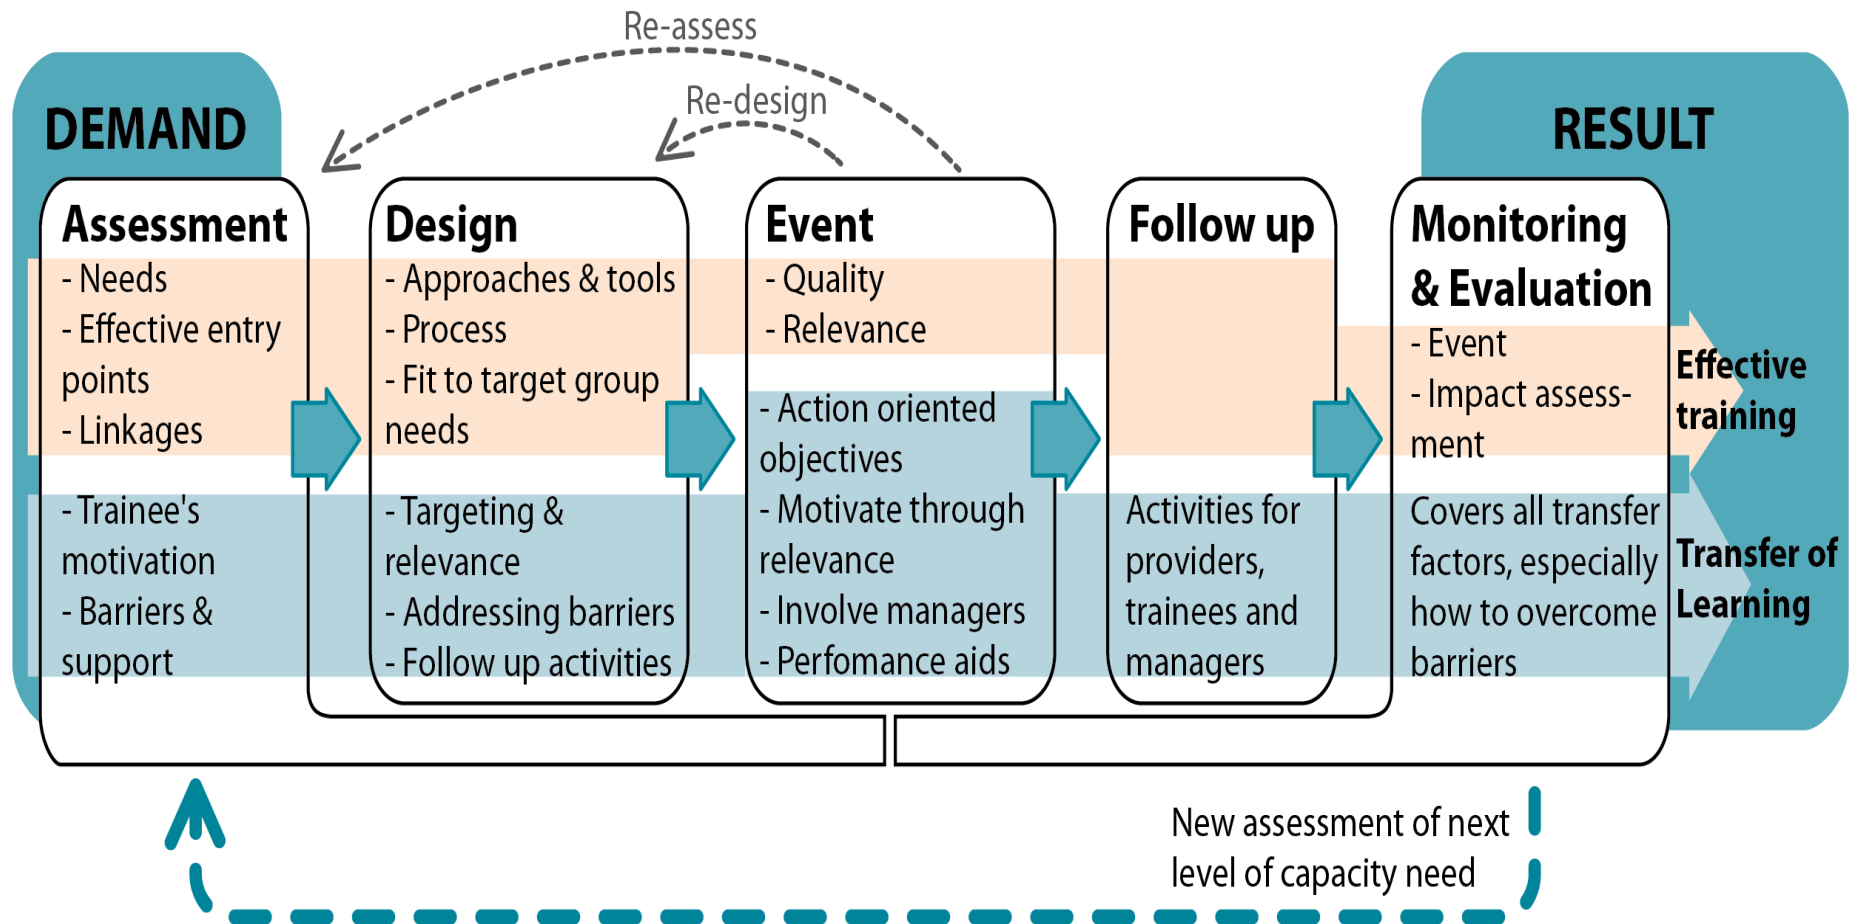 Re-assess
Re-design
DEMAND
RESULT
Assessment
- Needs
- Effective entry
points
- Linkages
- Trainee's
motivation
- Barriers &
support
Design
- Approaches & tools
- Process
- Fit to target group
needs
- Targeting &
relevance
- Addressing barriers
- Follow up activities
Event
- Quality
- Relevance
- Action oriented
objectives
- Motivate through
relevance
- Involve managers
- Perfomance aids
Follow up
Activities for
providers,
trainees and
managers
Monitoring
& Evaluation
- Event
- Impact assess-
ment
Covers all transfer
factors, especially
how to overcome
barriers
Effective
training
Transfer of
Learning
New assessment of next
level of capacity need